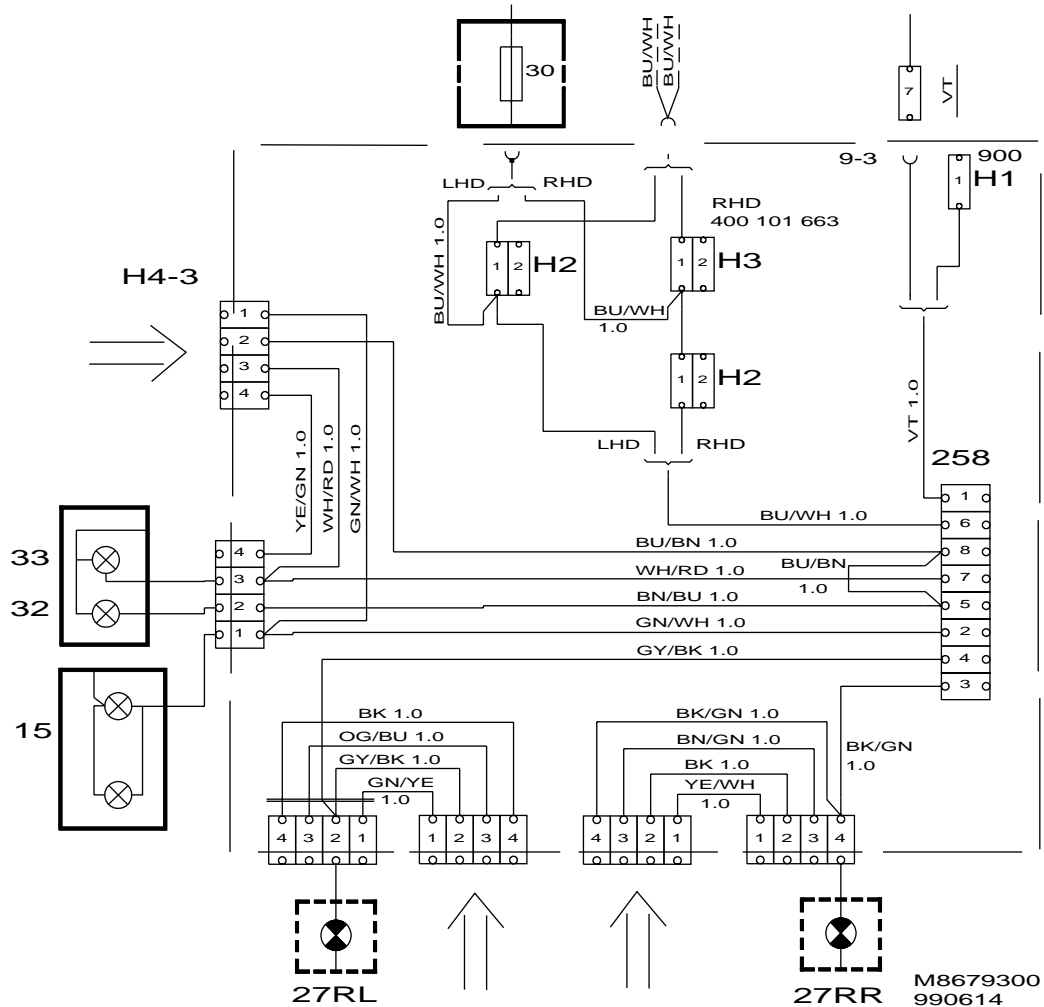 30
BU/WH
BU/WH
7
VT
9-3
900
1
H1
LHD
RHD
RHD
400 101 663
BU/WH 1.0
1 2
H2
1 2
H3
H4-3
BU/WH
1.0
1
2
3
4
1 2
H2
YE/GN 1.0
WH/RD 1.0
GN/WH 1.0
LHD
RHD
VT 1.0
258
1
6
8
7
5
2
4
3
BU/WH 1.0
BU/BN 1.0
WH/RD 1.0
BU/BN
1.0
BN/BU 1.0
GN/WH 1.0
GY/BK 1.0
33
32
4
3
2
1
15
BK 1.0
OG/BU 1.0
GY/BK 1.0
GN/YE
1.0
BK/GN 1.0
BN/GN 1.0
BK 1.0
YE/WH
1.0
BK/GN
1.0
4 3 2 1
1 2 3 4
4 3 2 1
1 2 3 4
27RL
27RR
M8679300
990614